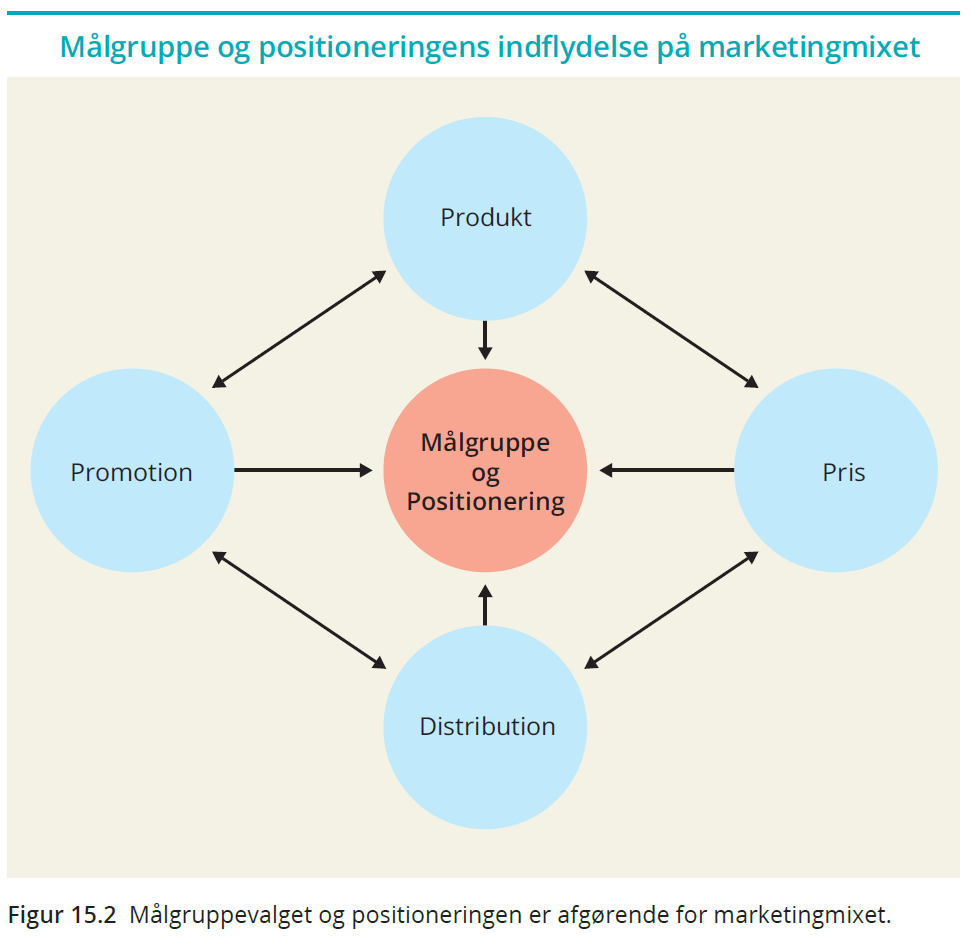 Målgruppe og positioneringens indflydelse på marketingmixet
Produkt
Promotion
Målgruppe
og
Positionering
Pris
Distribution
Figur 15.2 Målgruppevalget og positioneringen er afgørende for marketingmixet.